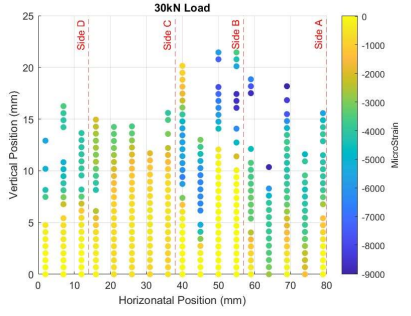 30kN Load
25
20
15
10
5
0
Vertical Position (mm)
Side D
Side C
Side B
Side A
0 10 20 30 40 50 60 70 80
Horizonatal Position (mm)
0
-1000
-2000
-3000
-4000
-5000
-6000
-7000
-8000
-9000
MicroStrain